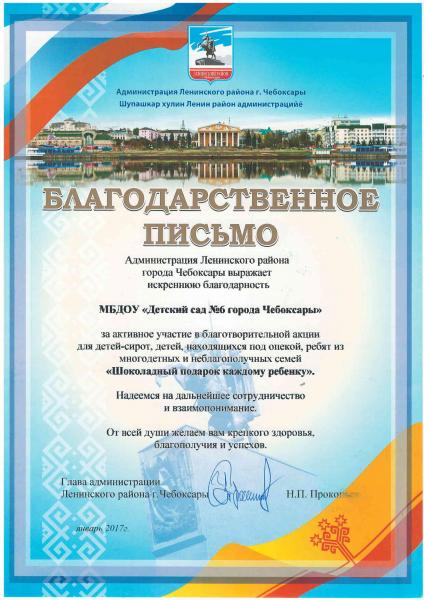 Администрация Ленинского района г. Чебоксары
Шупашкар хулин Ленин район администрацийӗ
БЛАГОДАРСТВЕННОЕ
ПИСЬМО
Администрация Ленинского района
города Чебоксары выражает
искреннюю благодарность
МБДОУ «Детский сад №6 города Чебоксары»
за активное участие в благотворительной акции
для детей-сирот, детей, находящихся под опекой, ребят из
многодетных и неблагополучных семей
«Шоколадный подарок каждому ребенку».
Надеемся на дальнейшее сотрудничество
и взаимопонимание.
От всей души желаем вам крепкого здоровья,
благополучия и успехов.
Глава администрации
Ленинского района г. Чебоксары
Н.П. Прокопьев
январь 2017г.